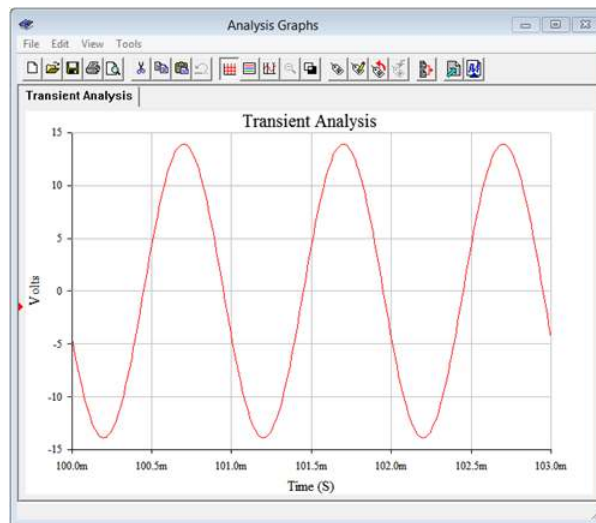 Analysis Graphs
File Edit View Tools
Transient Analysis
Transient Analysis
15
10
5
0
-5
-10
-15
Volts
100.0m 100.5m 101.0m 101.5m 102.0m 102.5m 103.0m
Time (S)